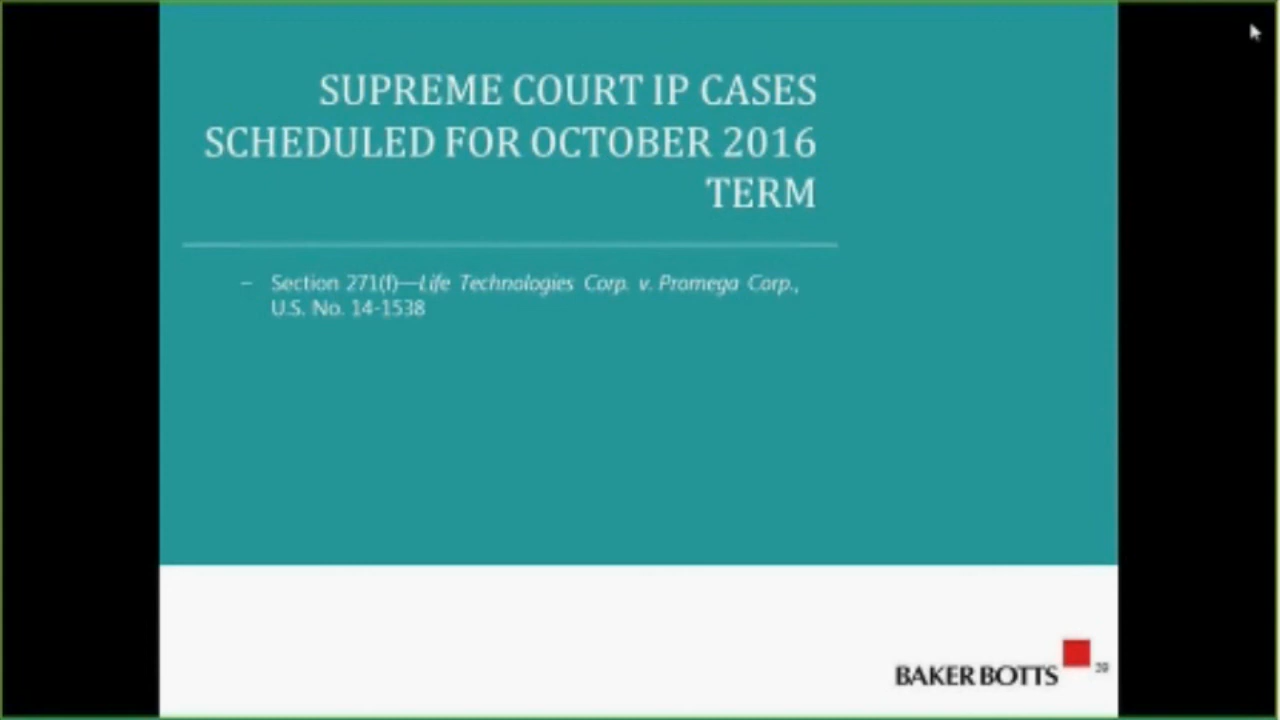 SUPREME COURT IP CASES
SCHEDULED FOR OCTOBER 2016
TERM
– Section 271(f)—Life Technologies Corp. v. Promega Corp.,
U.S. No. 14-1538
BAKER BOTTS